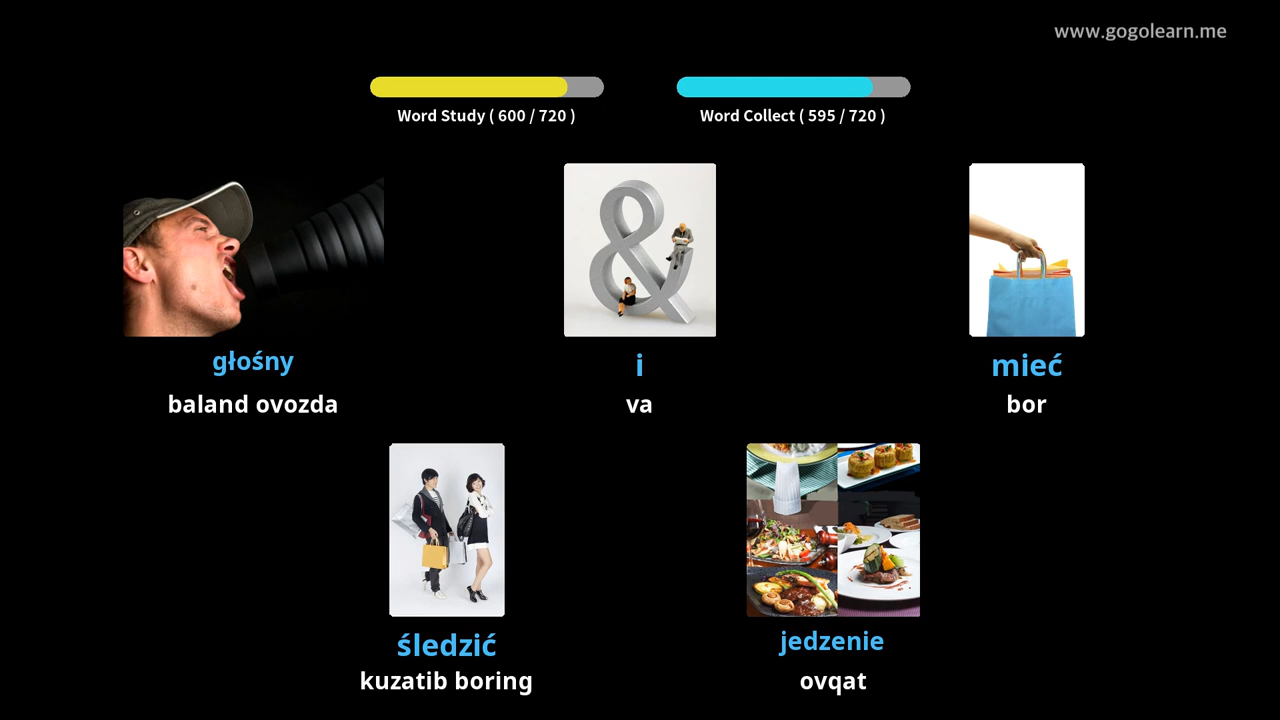 www.gogolearn.me
Word Study ( 600 / 720 )
Word Collect ( 595 / 720 )
głośny
baland ovozda
i
va
mieć
bor
śledzić
kuzatib boring
jedzenie
ovqat